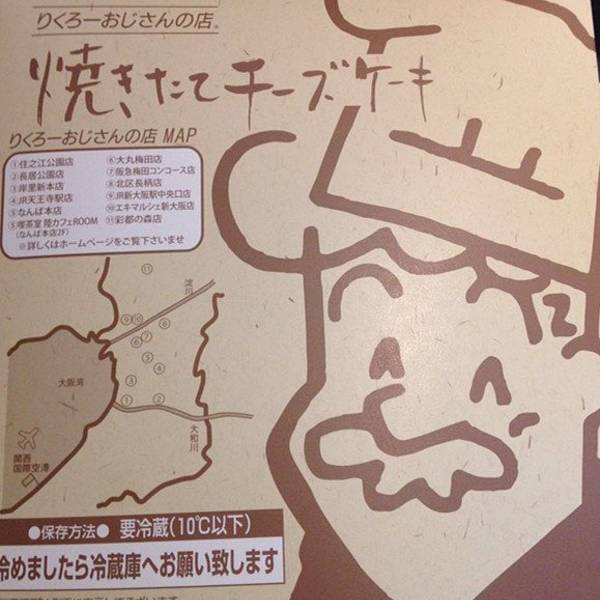 りくろーおじさんの店®
焼きたてチーズケーキ
りくろーおじさんの店 MAP
①住之江公園店
②長居公園店
③岸里新本店
④JR天王寺駅店
⑤なんば本店
⑤喫茶室 陸カフェROOM
(なんば本店2F)
⑥大丸梅田店
⑦阪急梅田コンコース店
⑧北区長柄店
⑨JR新大阪駅中央口店
⑩エキマルシェ新大阪店
⑪彩都の森店
※詳しくはホームページをご覧下さいませ
⑪
淀川
⑨⑩
⑧
⑥⑦
⑤
④
③
①
②
大阪湾
大和川
関西
国際空港
●保存方法● 要冷蔵(10℃以下)
冷めましたら冷蔵庫へお願い致します